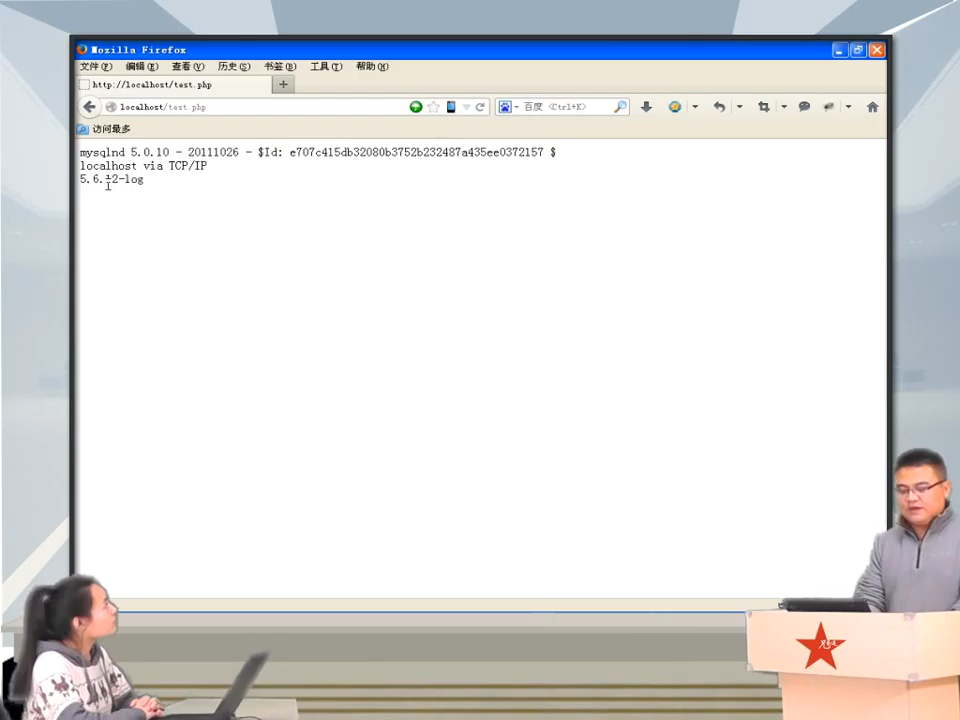 Mozilla Firefox
文件(F) 编辑(E) 查看(V) 历史(S) 书签(B) 工具(T) 帮助(H)
http://localhost/test.php +
localhost/test.php 百度 <Ctrl+K>
访问最多
mysqlnd 5.0.10 - 20111026 - $Id: e707c415db32080b3752b232487a435ee0372157 $
localhost via TCP/IP
5.6.12-log